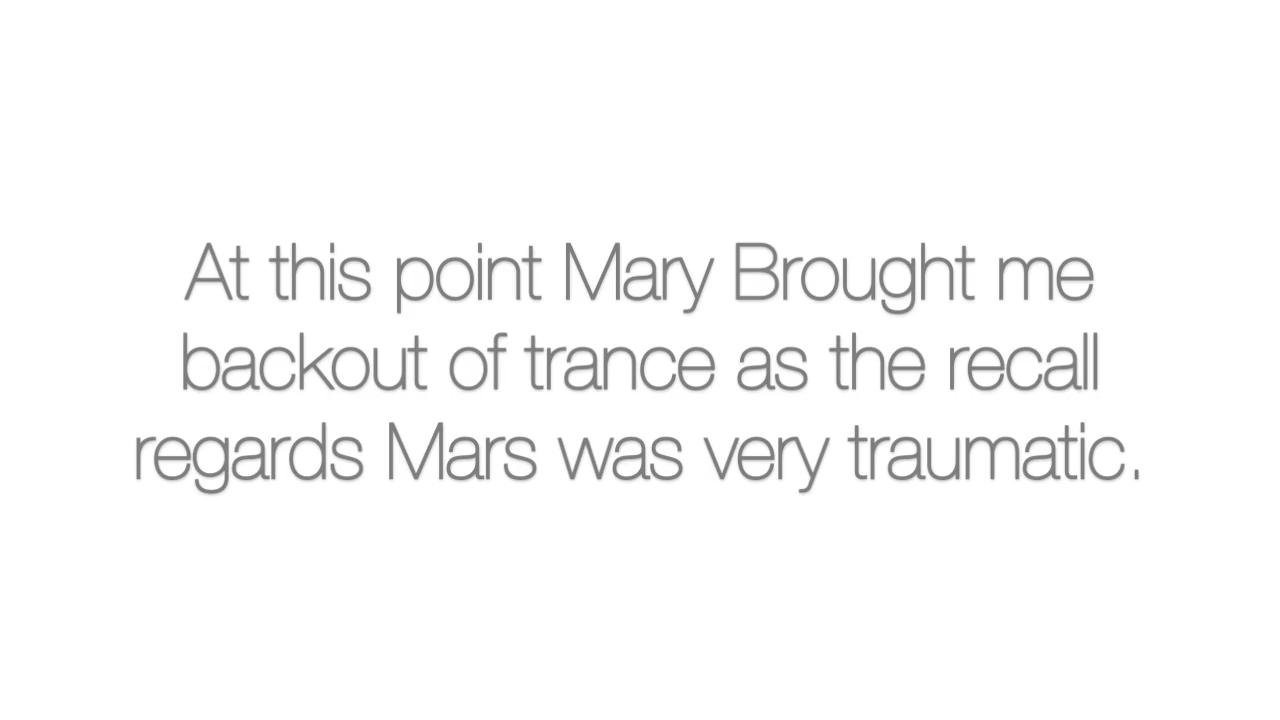 At this point Mary Brought me
backout of trance as the recall
regards Mars was very traumatic.